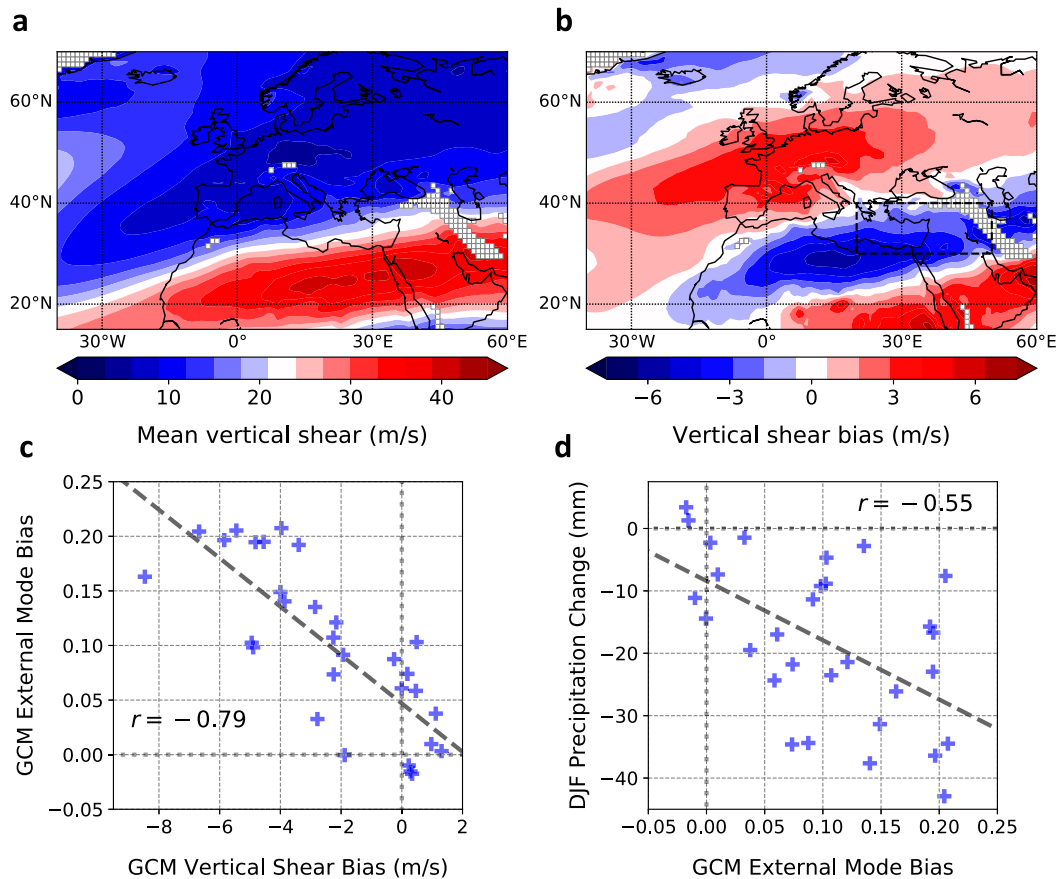 a
b
60°N
40°N
20°N
30°W
0°
30°E
60°E
60°N
40°N
20°N
30°W
0°
30°E
60°E
0
10
20
30
40
−6
−3
0
3
6
Mean vertical shear (m/s)
Vertical shear bias (m/s)
c
d
0.25
0.20
0.15
0.10
0.05
0.00
−0.05
GCM External Mode Bias
r = −0.79
−8
−6
−4
−2
0
2
GCM Vertical Shear Bias (m/s)
0
−10
−20
−30
−40
DJF Precipitation Change (mm)
r = −0.55
−0.05
0.00
0.05
0.10
0.15
0.20
0.25
GCM External Mode Bias